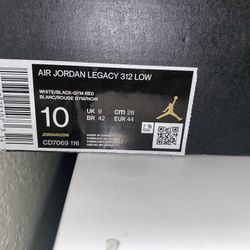 AIR JORDAN LEGACY 312 LOW
WHITE/BLACK-GYM RED
BLANC/ROUGE GYM/NOIR
10
UK 9
cm 28
BR 42
EUR 44
JORDAN.COM
CD7069 116